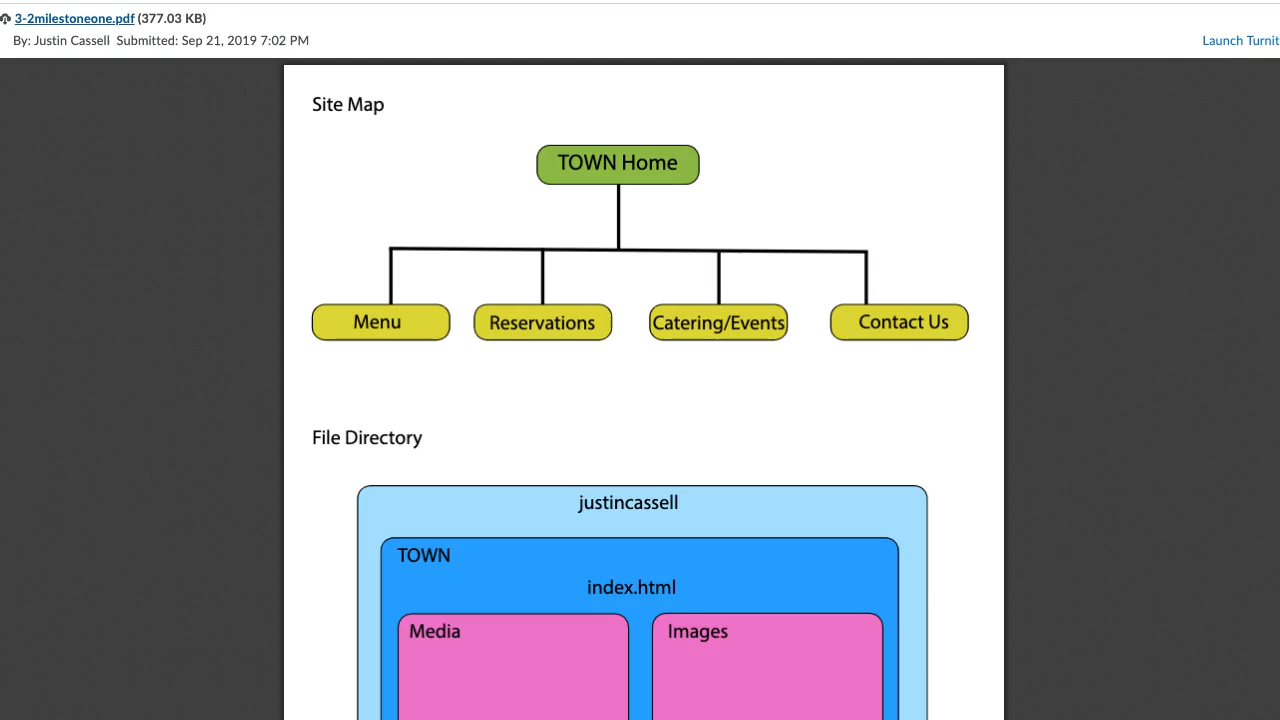 3-2milestoneone.pdf (377.03 KB)
By: Justin Cassell Submitted: Sep 21, 2019 7:02 PM
Launch Turnit
Site Map
TOWN Home
Menu
Reservations
Catering/Events
Contact Us
File Directory
justincassell
TOWN
index.html
Media
Images